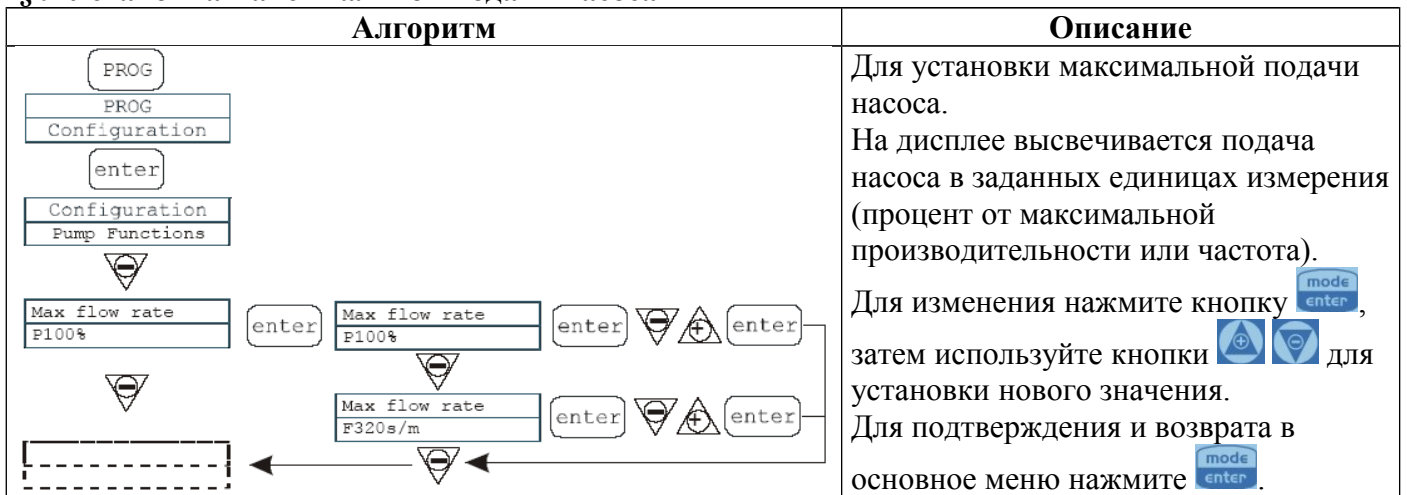 Алгоритм
Описание
PROG
PROG
Configuration
enter
Configuration
Pump Functions
Max flow rate
P100%
enter
Max flow rate
P100%
enter
enter
Max flow rate
F320s/m
enter
enter
Для установки максимальной подачи
насоса.
На дисплее высвечивается подача
насоса в заданных единицах измерения
(процент от максимальной
производительности или частота).
Для изменения нажмите кнопку mode enter,
затем используйте кнопки для
установки нового значения.
Для подтверждения и возврата в
основное меню нажмите mode enter.